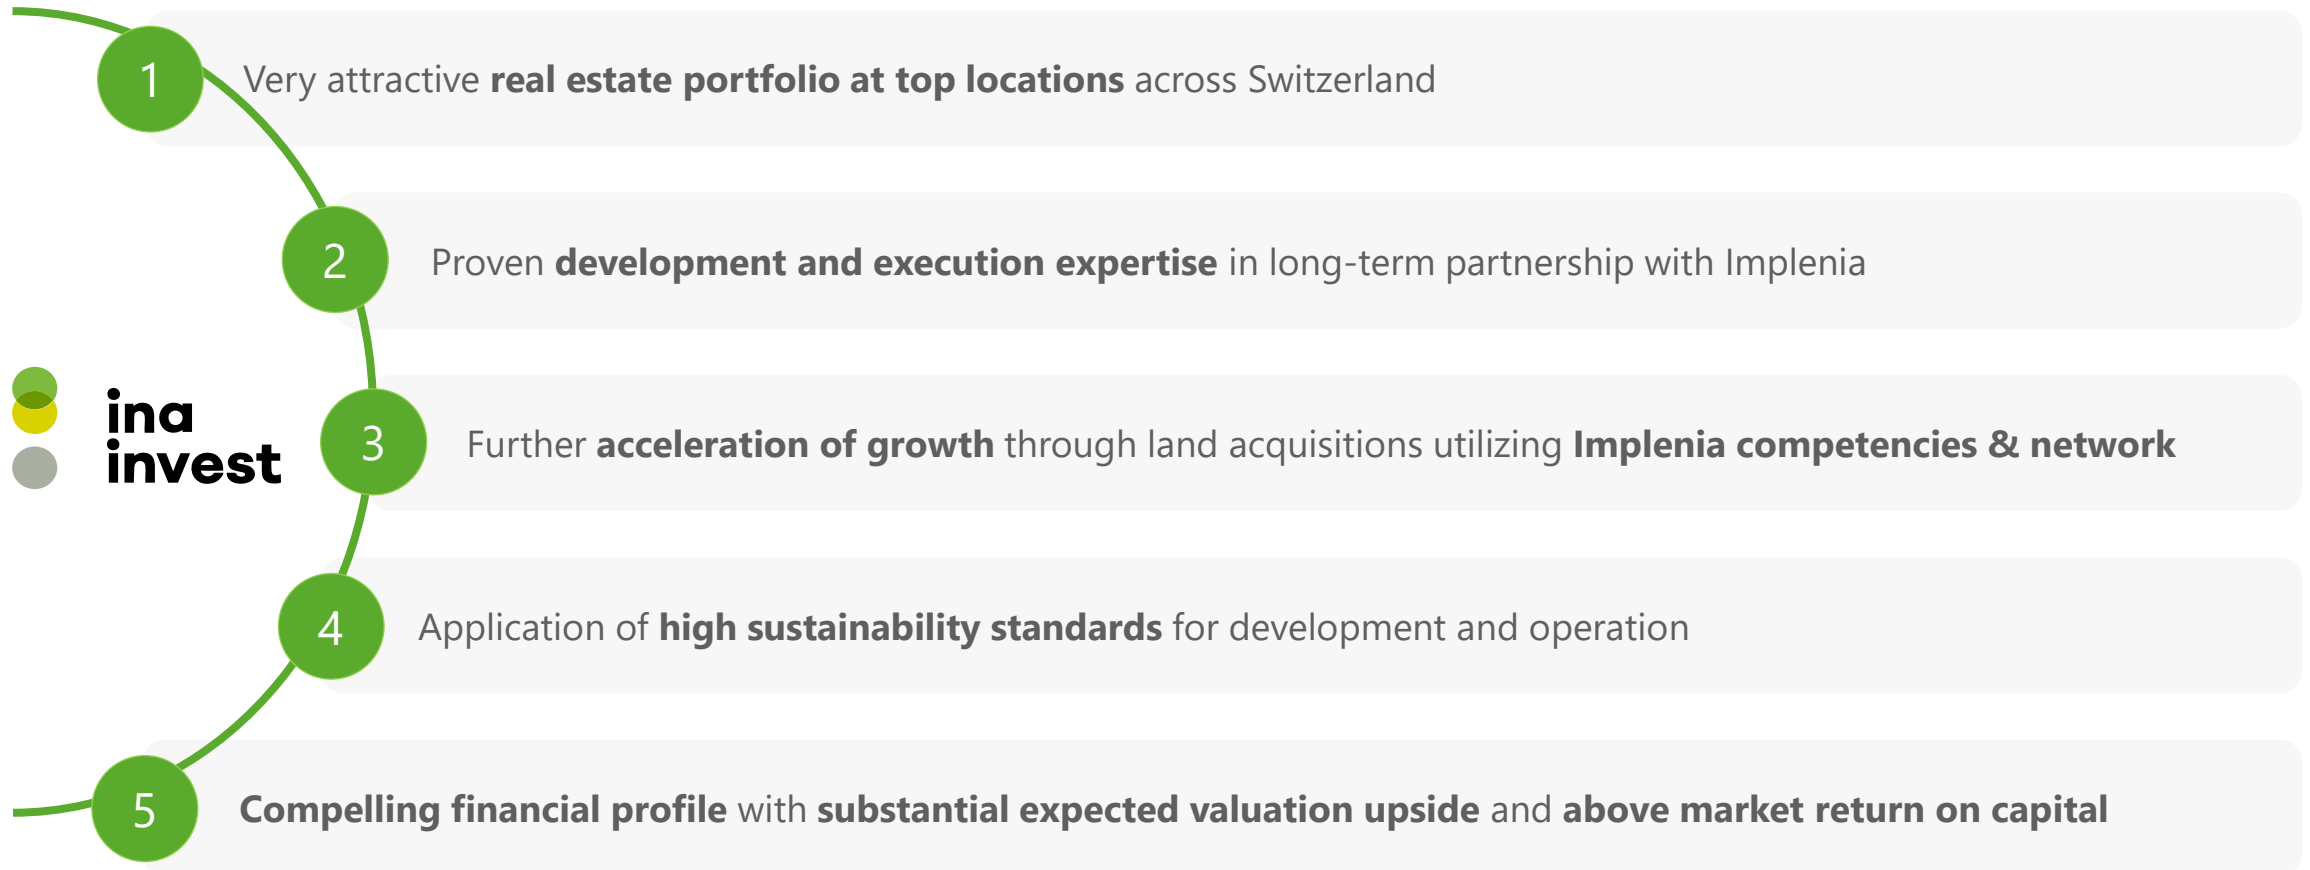 1
Very attractive real estate portfolio at top locations across Switzerland
2
Proven development and execution expertise in long-term partnership with Implenia
ina
invest
3
Further acceleration of growth through land acquisitions utilizing Implenia competencies & network
4
Application of high sustainability standards for development and operation
5
Compelling financial profile with substantial expected valuation upside and above market return on capital